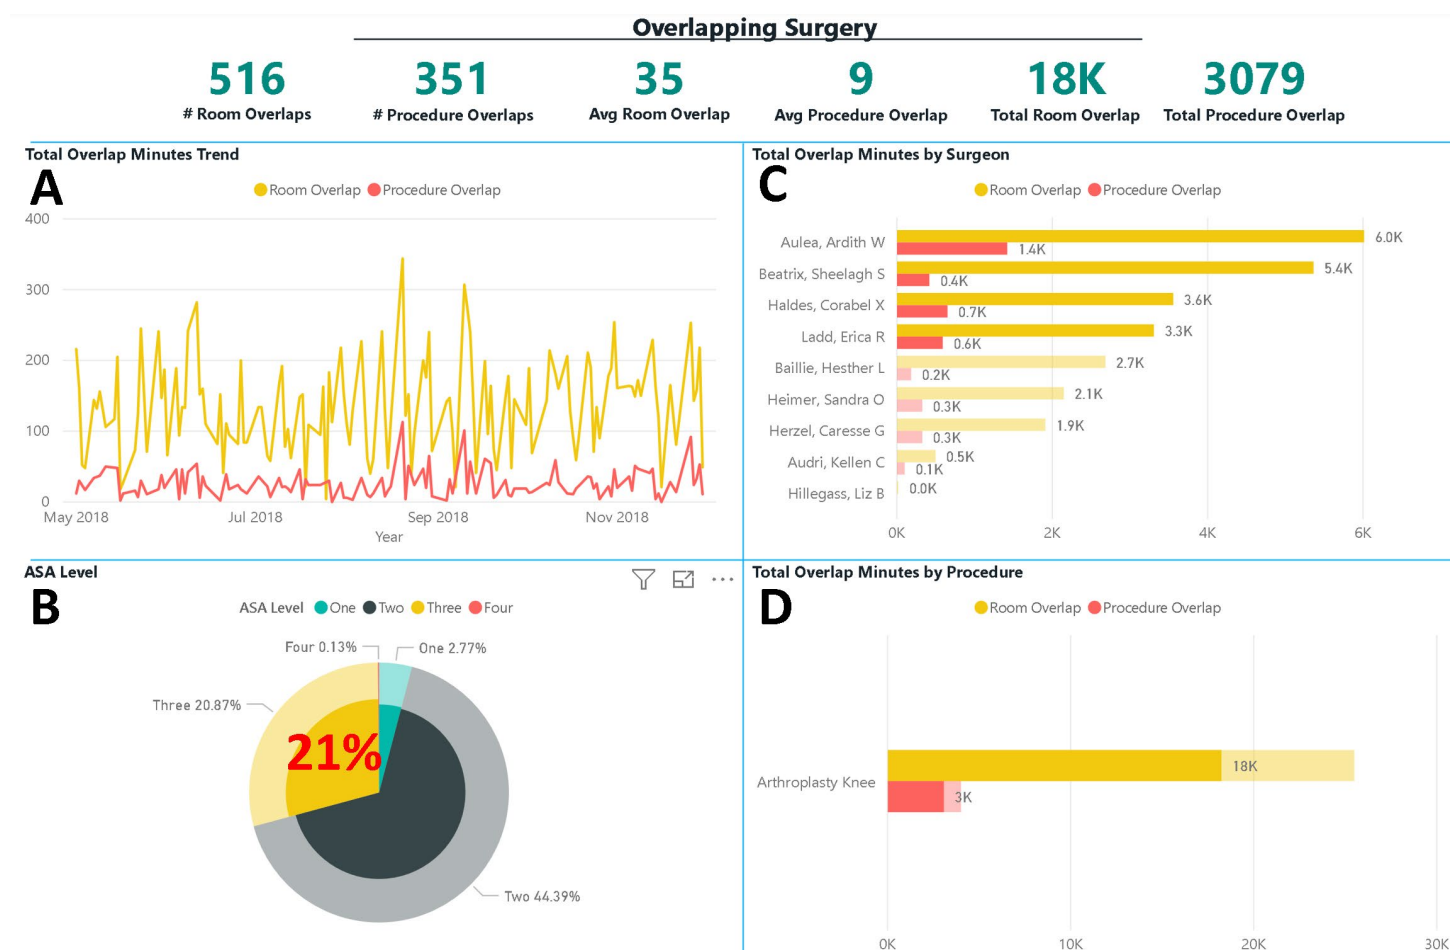 Overlapping Surgery
516 351 35 9 18K 3079
# Room Overlaps # Procedure Overlaps Avg Room Overlap Avg Procedure Overlap Total Room Overlap Total Procedure Overlap
Total Overlap Minutes Trend
A
Room Overlap Procedure Overlap
400
300
200
100
0
May 2018 Jul 2018 Sep 2018 Nov 2018
Year
Total Overlap Minutes by Surgeon
C
Room Overlap Procedure Overlap
Aulea, Ardith W 6.0K
1.4K
Beatrix, Sheelagh S 5.4K
0.4K
Haldes, Corabel X 3.6K
0.7K
Ladd, Erica R 3.3K
0.6K
Baillie, Hesther L 2.7K
0.2K
Heimer, Sandra O 2.1K
0.3K
Herzel, Caresse G 1.9K
0.3K
Audri, Kellen C 0.5K
0.1K
Hillegass, Liz B 0.0K
0K 2K 4K 6K
ASA Level
B
ASA Level One Two Three Four
Four 0.13% One 2.77%
Three 20.87%
21%
Two 44.39%
Total Overlap Minutes by Procedure
D
Room Overlap Procedure Overlap
18K
Arthroplasty Knee
3K
0K 10K 20K 30K